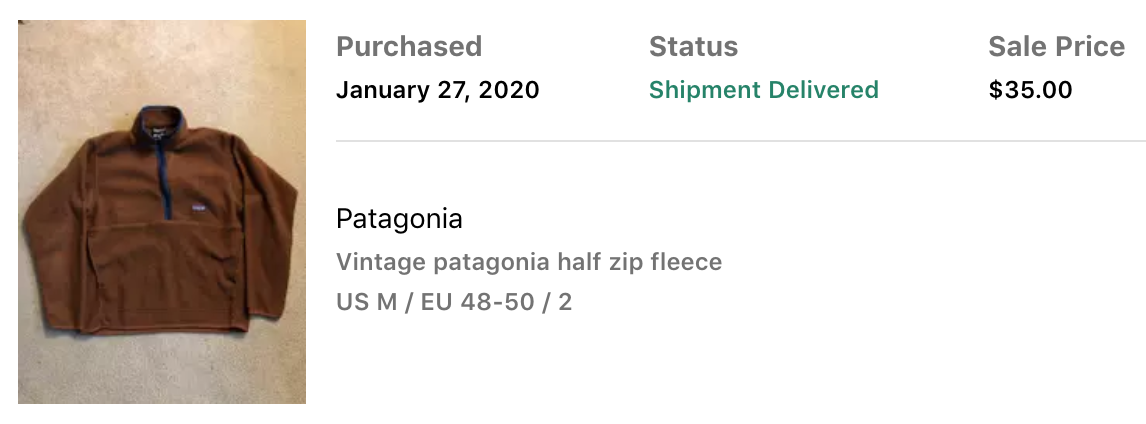 Purchased
January 27, 2020
Status
Shipment Delivered
Sale Price
$35.00
Patagonia
Vintage patagonia half zip fleece
US M / EU 48-50 / 2